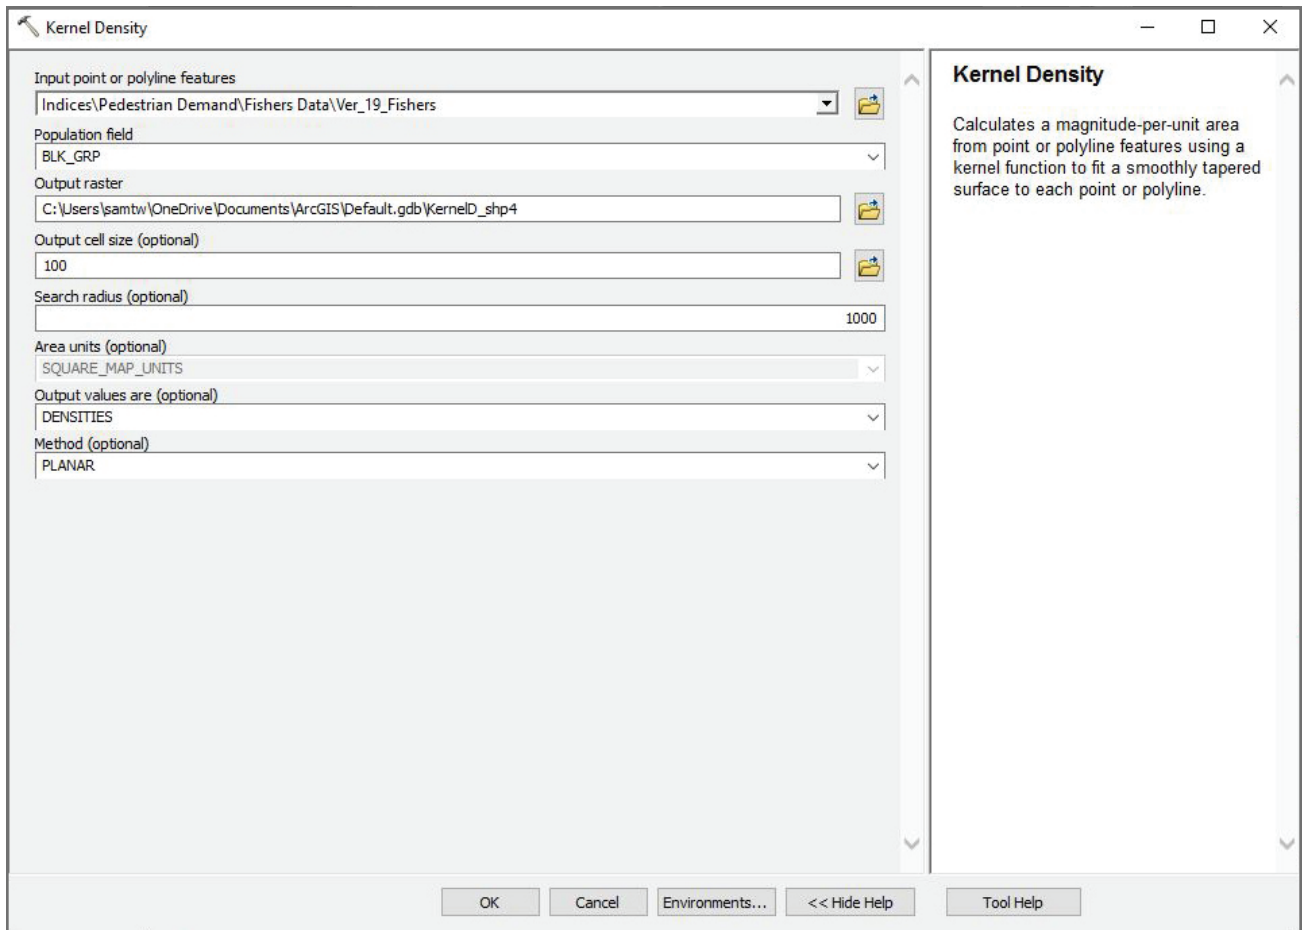 Kernel Density
Input point or polyline features
Indices\Pedestrian Demand\Fishers Data\Ver_19_Fishers
Population field
BLK_GRP
Output raster
C:\Users\samtw\OneDrive\Documents\ArcGIS\Default.gdb\KernelD_shp4
Output cell size (optional)
100
Search radius (optional)
1000
Area units (optional)
SQUARE_MAP_UNITS
Output values are (optional)
DENSITIES
Method (optional)
PLANAR
Kernel Density
Calculates a magnitude-per-unit area
from point or polyline features using a
kernel function to fit a smoothly tapered
surface to each point or polyline.
OK Cancel Environments... << Hide Help Tool Help